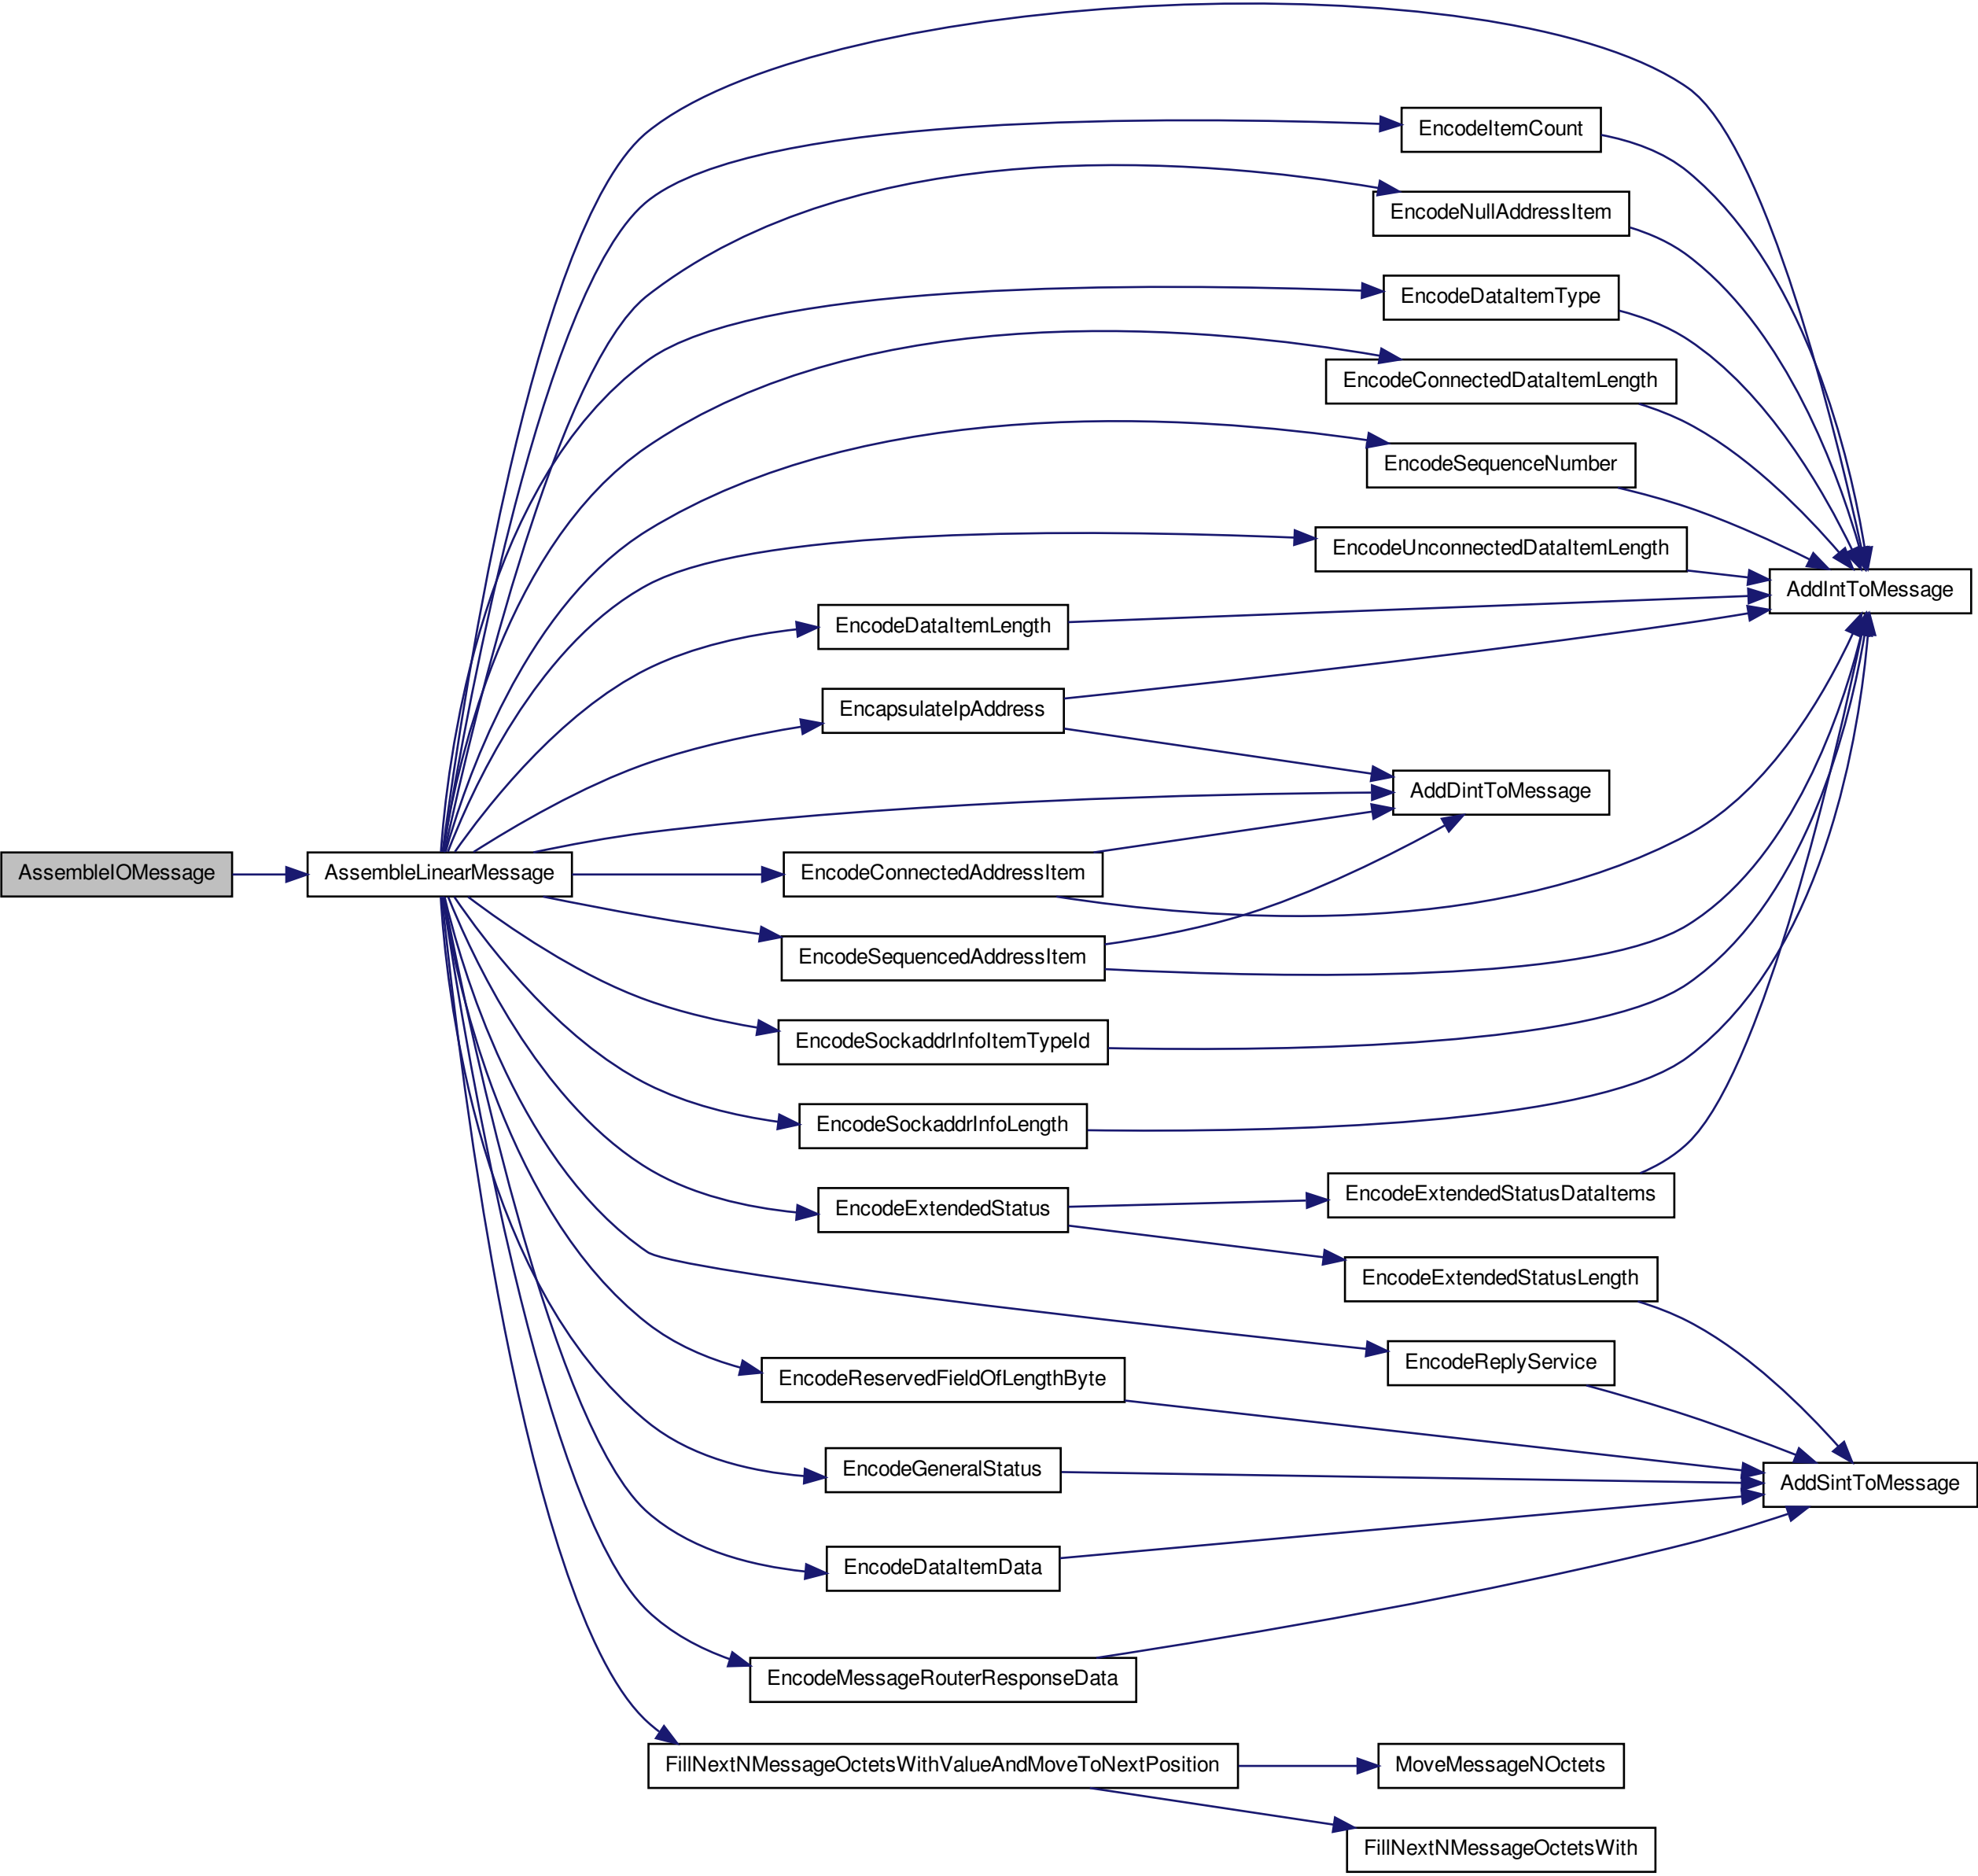 EncodeItemCount
EncodeNullAddressItem
EncodeDataItemType
EncodeConnectedDataItemLength
EncodeSequenceNumber
EncodeUnconnectedDataItemLength
AddIntToMessage
EncodeDataItemLength
EncapsulateIpAddress
AddDintToMessage
AssembleIOMessage
AssembleLinearMessage
EncodeConnectedAddressItem
EncodeSequencedAddressItem
EncodeSockaddrInfoItemTypeId
EncodeSockaddrInfoLength
EncodeExtendedStatusDataItems
EncodeExtendedStatus
EncodeExtendedStatusLength
EncodeReplyService
EncodeReservedFieldOfLengthByte
EncodeGeneralStatus
AddSintToMessage
EncodeDataItemData
EncodeMessageRouterResponseData
FillNextNMessageOctetsWithValueAndMoveToNextPosition
MoveMessageNOctets
FillNextNMessageOctetsWith